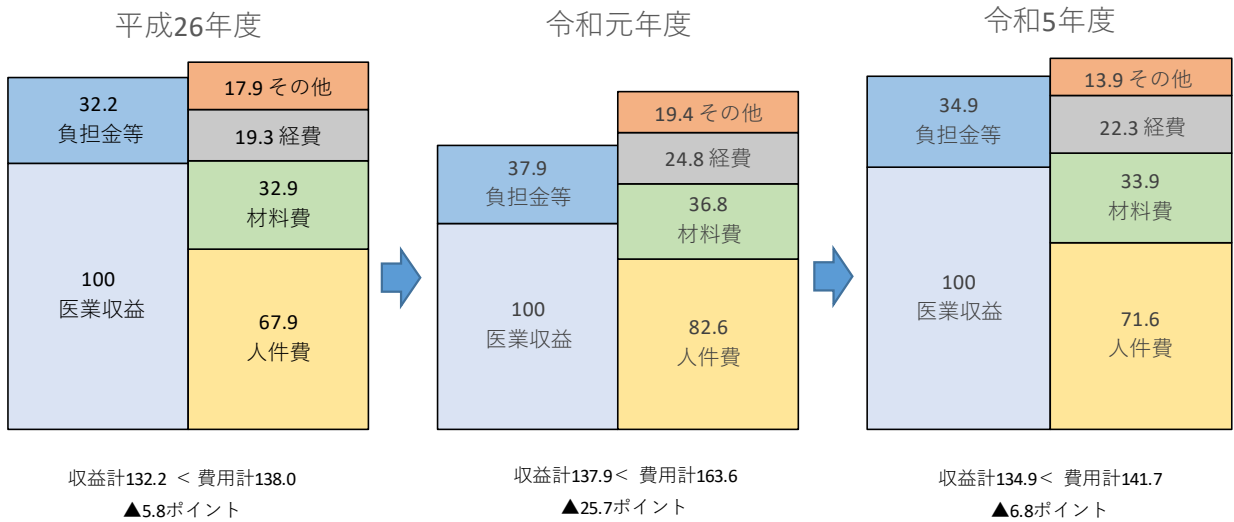 平成26年度
32.2
負担金等
100
医業収益
17.9 その他
19.3 経費
32.9
材料費
67.9
人件費
収益計132.2 < 費用計138.0
▲5.8ポイント
令和元年度
37.9
負担金等
100
医業収益
19.4 その他
24.8 経費
36.8
材料費
82.6
人件費
収益計137.9< 費用計163.6
▲25.7ポイント
令和5年度
34.9
負担金等
100
医業収益
13.9 その他
22.3 経費
33.9
材料費
71.6
人件費
収益計134.9< 費用計141.7
▲6.8ポイント